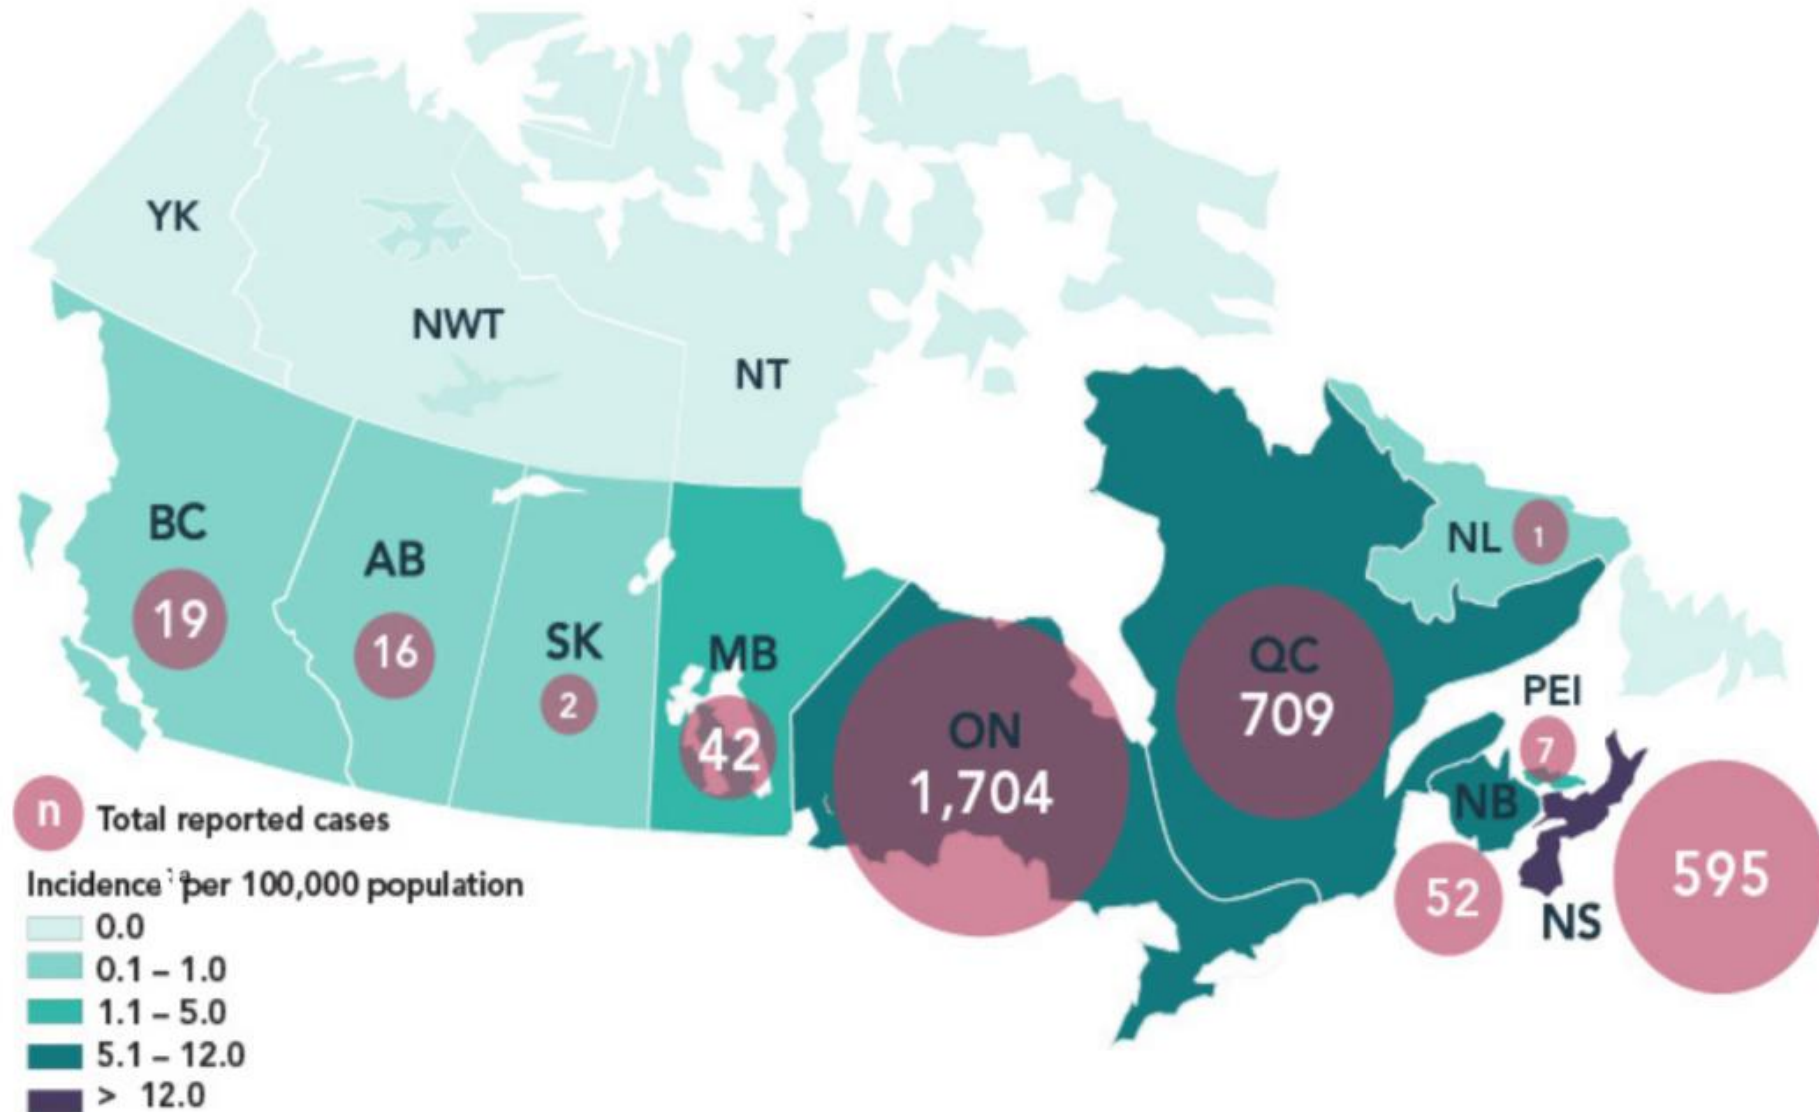 YK
NWT
NT
BC
19
AB
16
SK
2
MB
42
ON
1,704
QC
709
NL
1
PEI
7
NB
52
NS
595
n Total reported cases
Incidence per 100,000 population
0.0
0.1 – 1.0
1.1 – 5.0
5.1 – 12.0
> 12.0